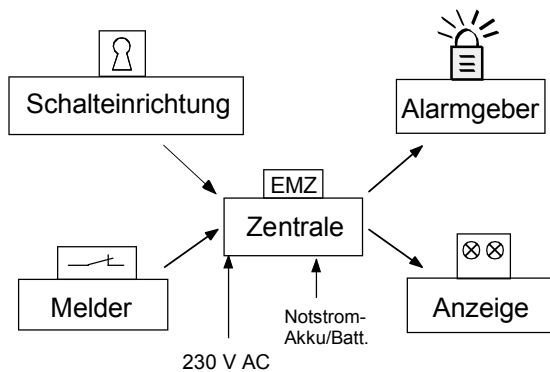 Schalteinrichtung
Alarmgeber
EMZ
Zentrale
Melder
Anzeige
Notstrom-
Akku/Batt.
230 V AC